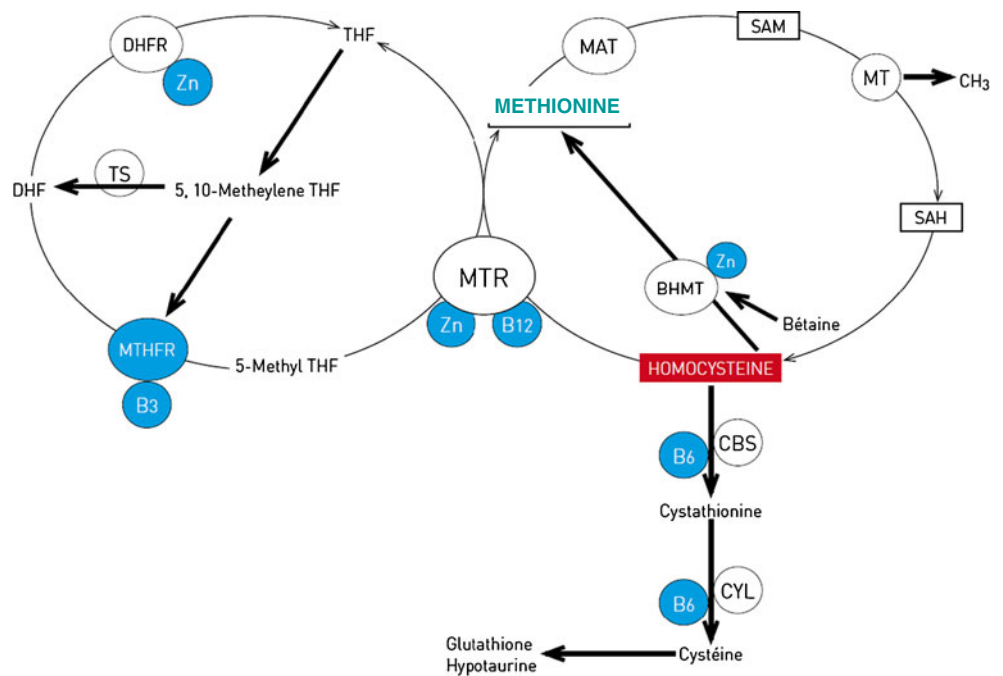 SAM
THF
DHFR
MAT
MT
CH3
Zn
METHIONINE
TS
DHF
5, 10-Metheylene THF
SAH
Zn
MTR
BHMT
Bétaine
Zn
B12
MTHFR
5-Methyl THF
HOMOCYSTEINE
B3
B6
CBS
Cystathionine
B6
CYL
Glutathione
Hypotaurine
Cystéine